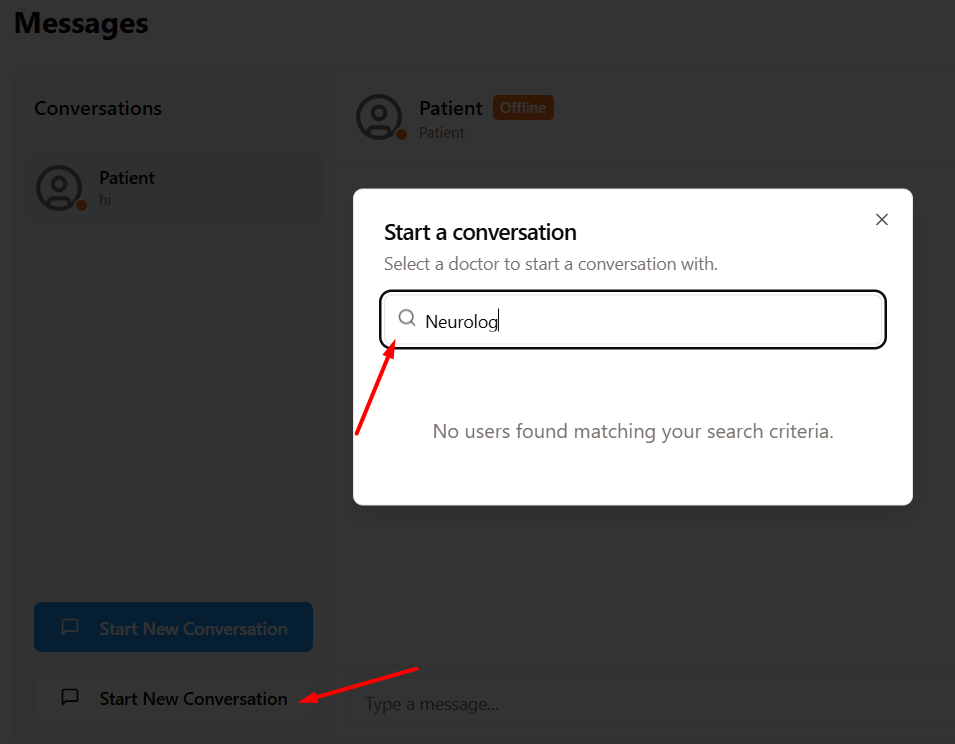 Messages
Conversations
Patient
hi
Patient Offline
Patient
Start a conversation
Select a doctor to start a conversation with.
Neurolog
No users found matching your search criteria.
Start New Conversation
Start New Conversation
Type a message...